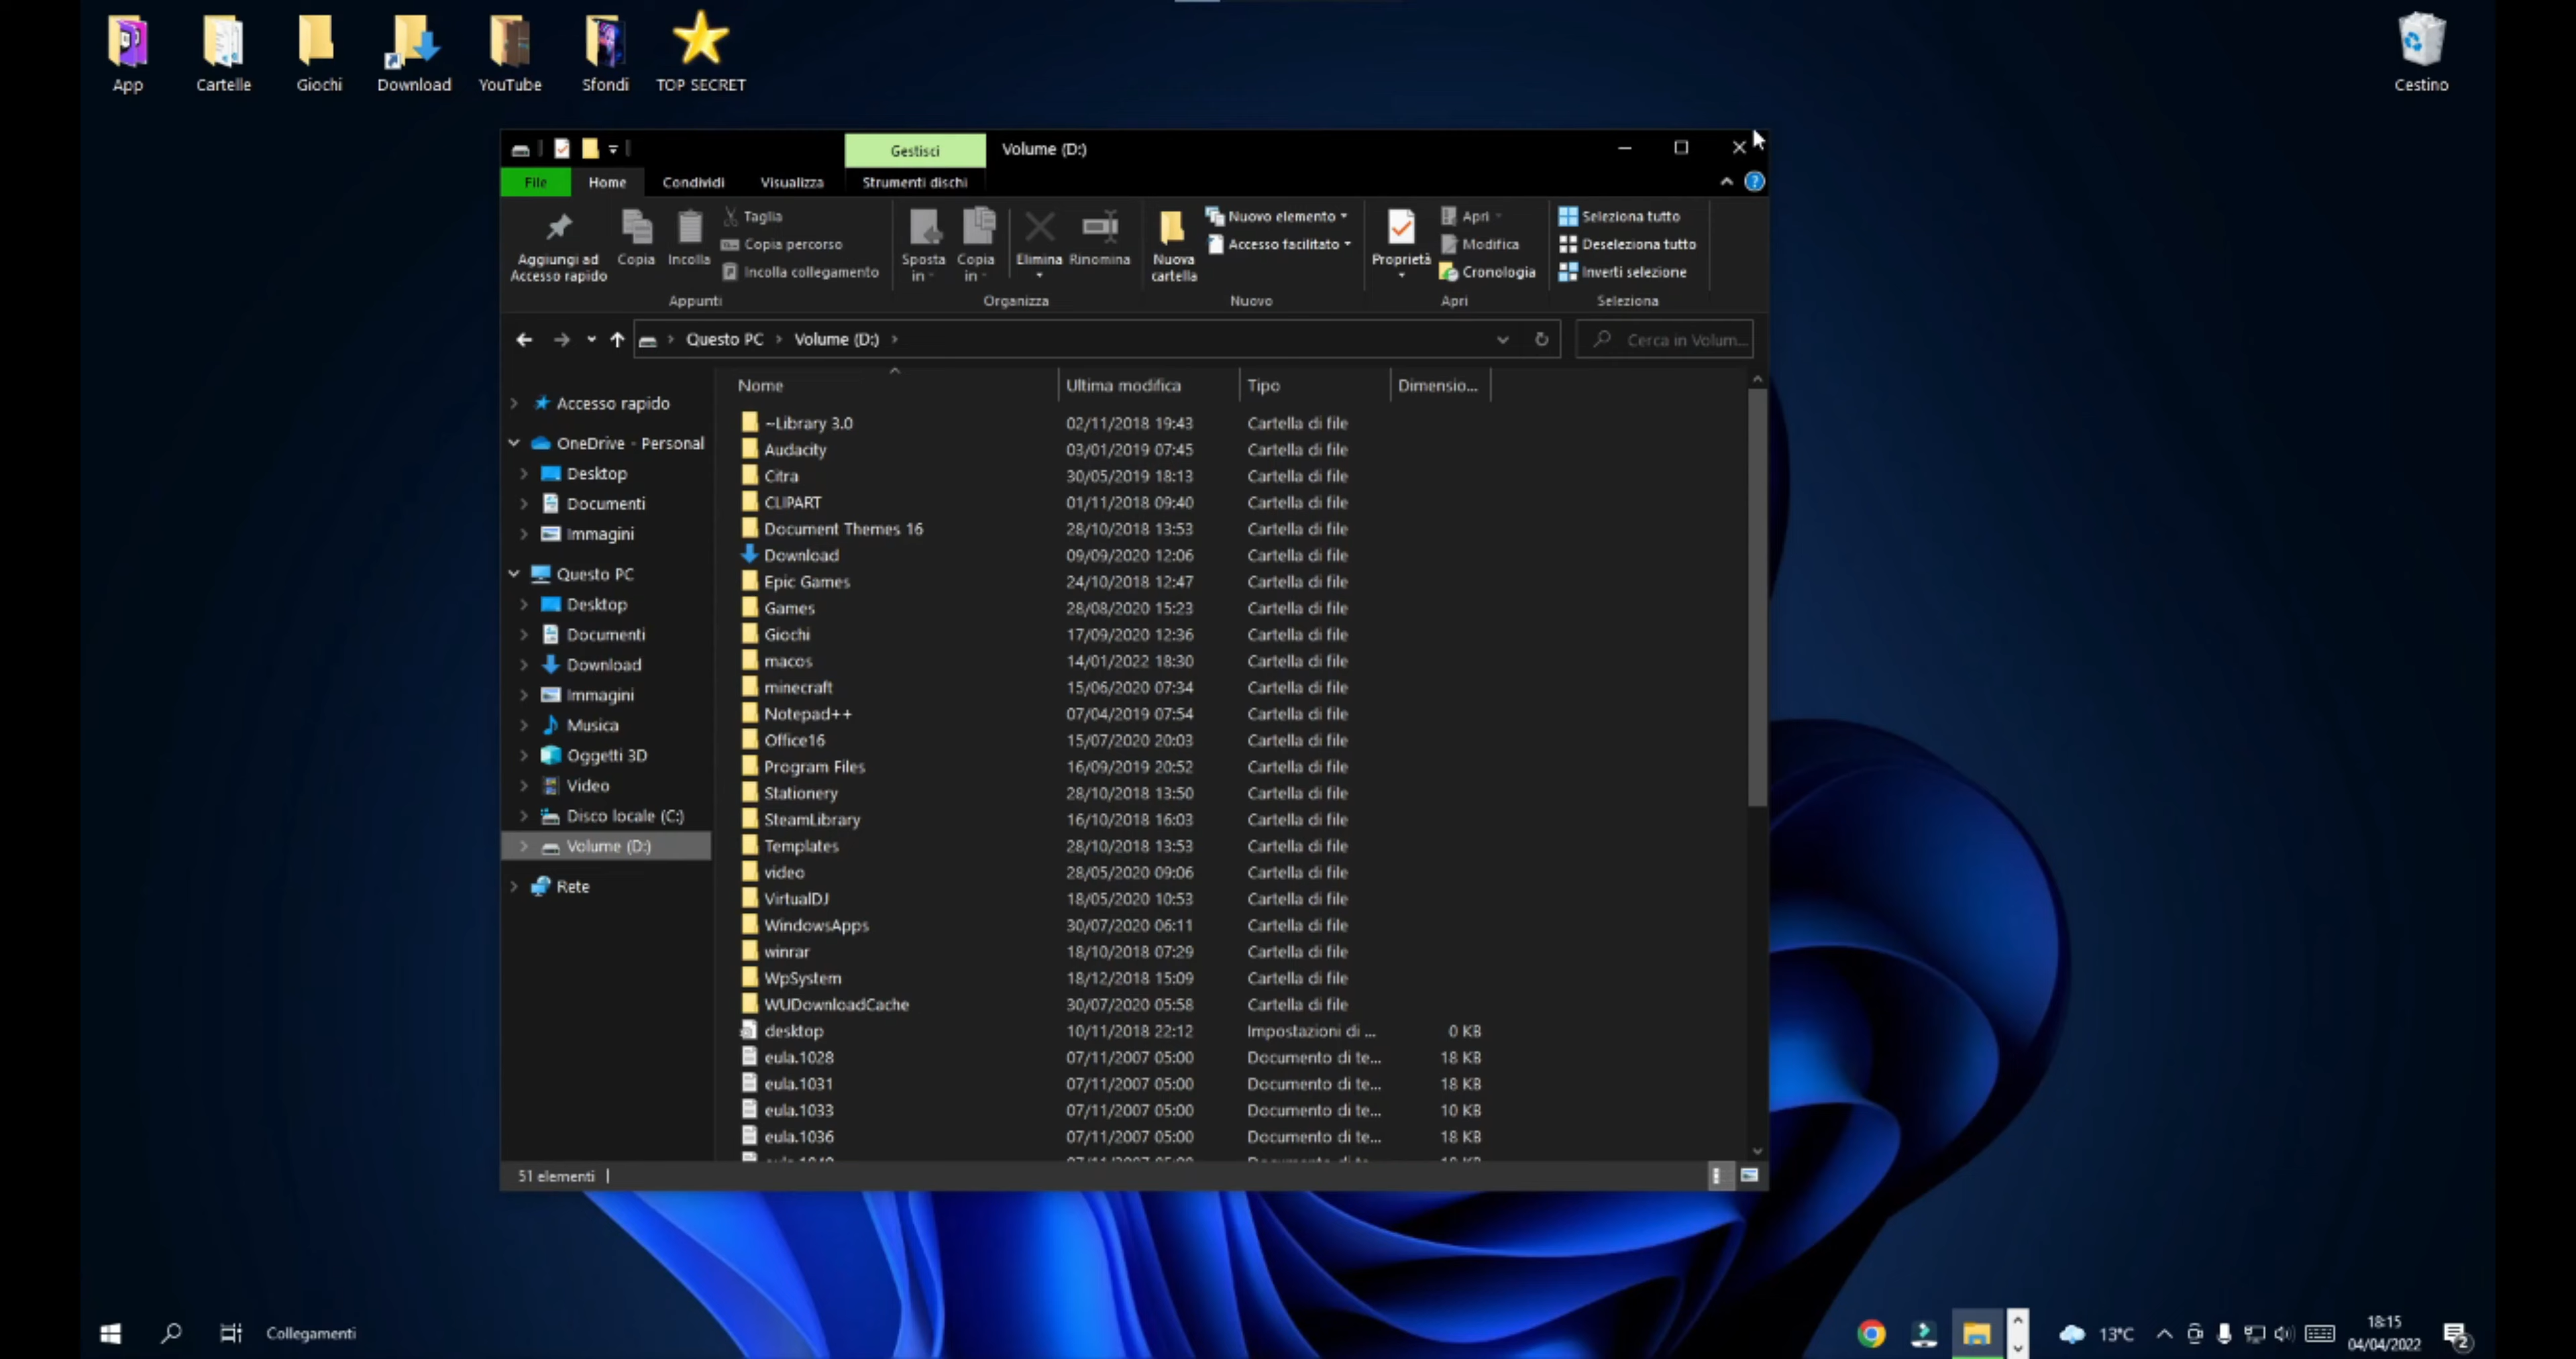 App
Cartelle
Giochi
Download
YouTube
Sfondi
TOP SECRET
Cestino
Gestisci
Volume (D:)
File
Home
Condividi
Visualizza
Strumenti dischi
Aggiungi ad
Accesso rapido
Copia
Incolla
Taglia
Copia percorso
Incolla collegamento
Appunti
Sposta
in
Copia
in
Elimina
Rinomina
Organizza
Nuova
cartella
Nuovo elemento
Accesso facilitato
Nuovo
Proprietà
Apri
Modifica
Cronologia
Apri
Seleziona tutto
Deseleziona tutto
Inverti selezione
Seleziona
Questo PC
Volume (D:)
Cerca in Volum...
Accesso rapido
OneDrive - Personal
Desktop
Documenti
Immagini
Questo PC
Desktop
Documenti
Download
Immagini
Musica
Oggetti 3D
Video
Disco locale (C:)
Volume (D:)
Rete
Nome Ultima modifica Tipo Dimensio...
~Library 3.0 02/11/2018 19:43 Cartella di file
Audacity 03/01/2019 07:45 Cartella di file
Citra 30/05/2019 18:13 Cartella di file
CLIPART 01/11/2018 09:40 Cartella di file
Document Themes 16 28/10/2018 13:53 Cartella di file
Download 09/09/2020 12:06 Cartella di file
Epic Games 24/10/2018 12:47 Cartella di file
Games 28/08/2020 15:23 Cartella di file
Giochi 17/09/2020 12:36 Cartella di file
macos 14/01/2022 18:30 Cartella di file
minecraft 15/06/2020 07:34 Cartella di file
Notepad++ 07/04/2019 07:54 Cartella di file
Office16 15/07/2020 20:03 Cartella di file
Program Files 16/09/2019 20:52 Cartella di file
Stationery 28/10/2018 13:50 Cartella di file
SteamLibrary 16/10/2018 16:03 Cartella di file
Templates 28/10/2018 13:53 Cartella di file
video 28/05/2020 09:06 Cartella di file
VirtualDJ 18/05/2020 10:53 Cartella di file
WindowsApps 30/07/2020 06:11 Cartella di file
winrar 18/10/2018 07:29 Cartella di file
WpSystem 18/12/2018 15:09 Cartella di file
WUDownloadCache 30/07/2020 05:58 Cartella di file
desktop 10/11/2018 22:12 Impostazioni di ... 0 KB
eula.1028 07/11/2007 05:00 Documento di te... 18 KB
eula.1031 07/11/2007 05:00 Documento di te... 18 KB
eula.1033 07/11/2007 05:00 Documento di te... 10 KB
eula.1036 07/11/2007 05:00 Documento di te... 18 KB
51 elementi
Collegamenti
13°C
18:15
04/04/2022
2